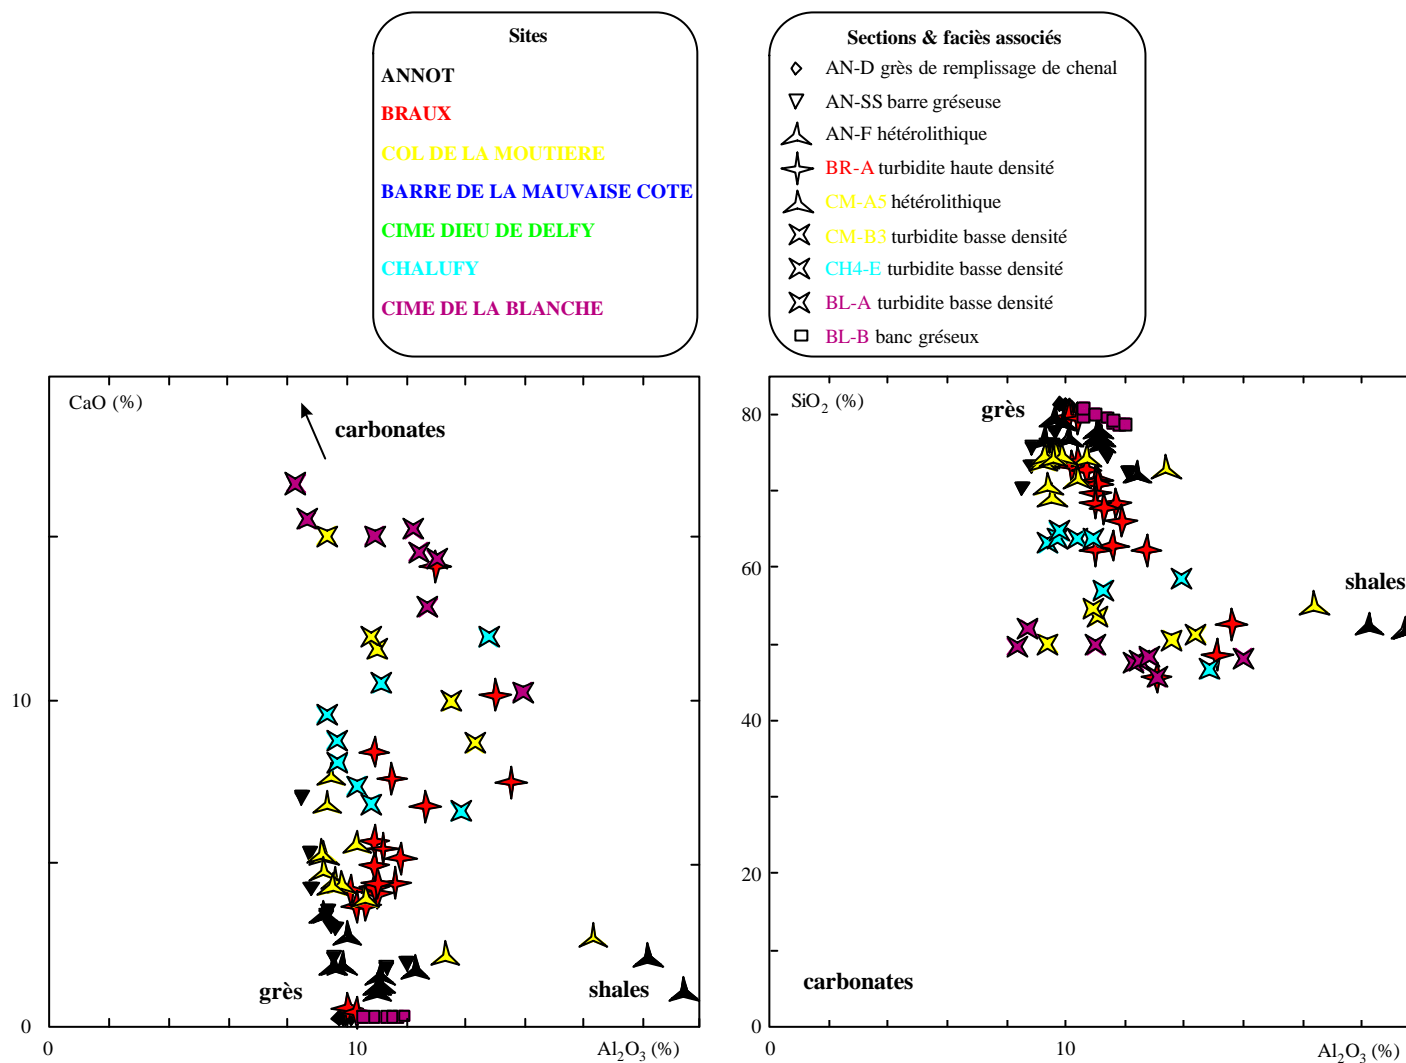 Sites
ANNOT
BRAUX
COL DE LA MOUTIERE
BARRE DE LA MAUVAISE COTE
CIME DIEU DE DELFY
CHALUFY
CIME DE LA BLANCHE
Sections & faciès associés
AN-D grès de remplissage de chenal
AN-SS barre gréseuse
AN-F hétérolithique
BR-A turbidite haute densité
CM-A5 hétérolithique
CM-B3 turbidite basse densité
CH4-E turbidite basse densité
BL-A turbidite basse densité
BL-B banc gréseux
CaO (%)
carbonates
10
grès
shales
0
0
10
Al₂O₃ (%)
SiO₂ (%)
80
grès
60
shales
40
20
carbonates
0
0
10
Al₂O₃ (%)